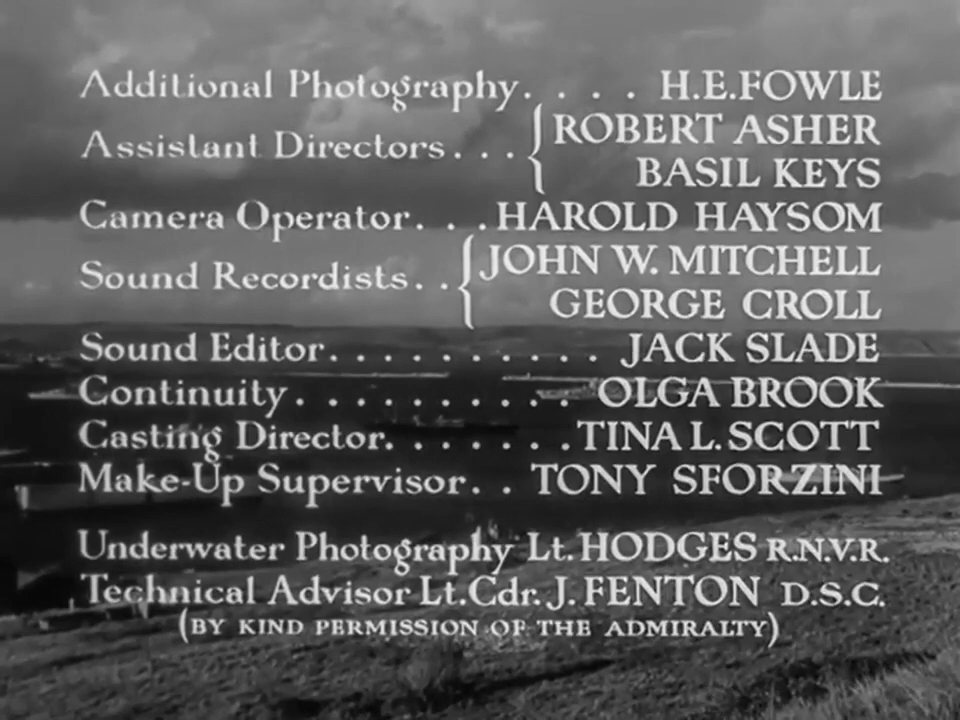 Additional Photography. . . . . H.E.FOWLE
Assistant Directors. . . { ROBERT ASHER
BASIL KEYS
Camera Operator. . . . HAROLD HAYSOM
Sound Recordists. . . { JOHN W. MITCHELL
GEORGE CROLL
Sound Editor. . . . . . . . . . . JACK SLADE
Continuity. . . . . . . . . . OLGA BROOK
Casting Director. . . . . . . TINA L. SCOTT
Make-Up Supervisor. . . TONY SFORZINI
Underwater Photography Lt. HODGES R.N.V.R.
Technical Advisor Lt.Cdr. J. FENTON D.S.C.
(BY KIND PERMISSION OF THE ADMIRALTY)